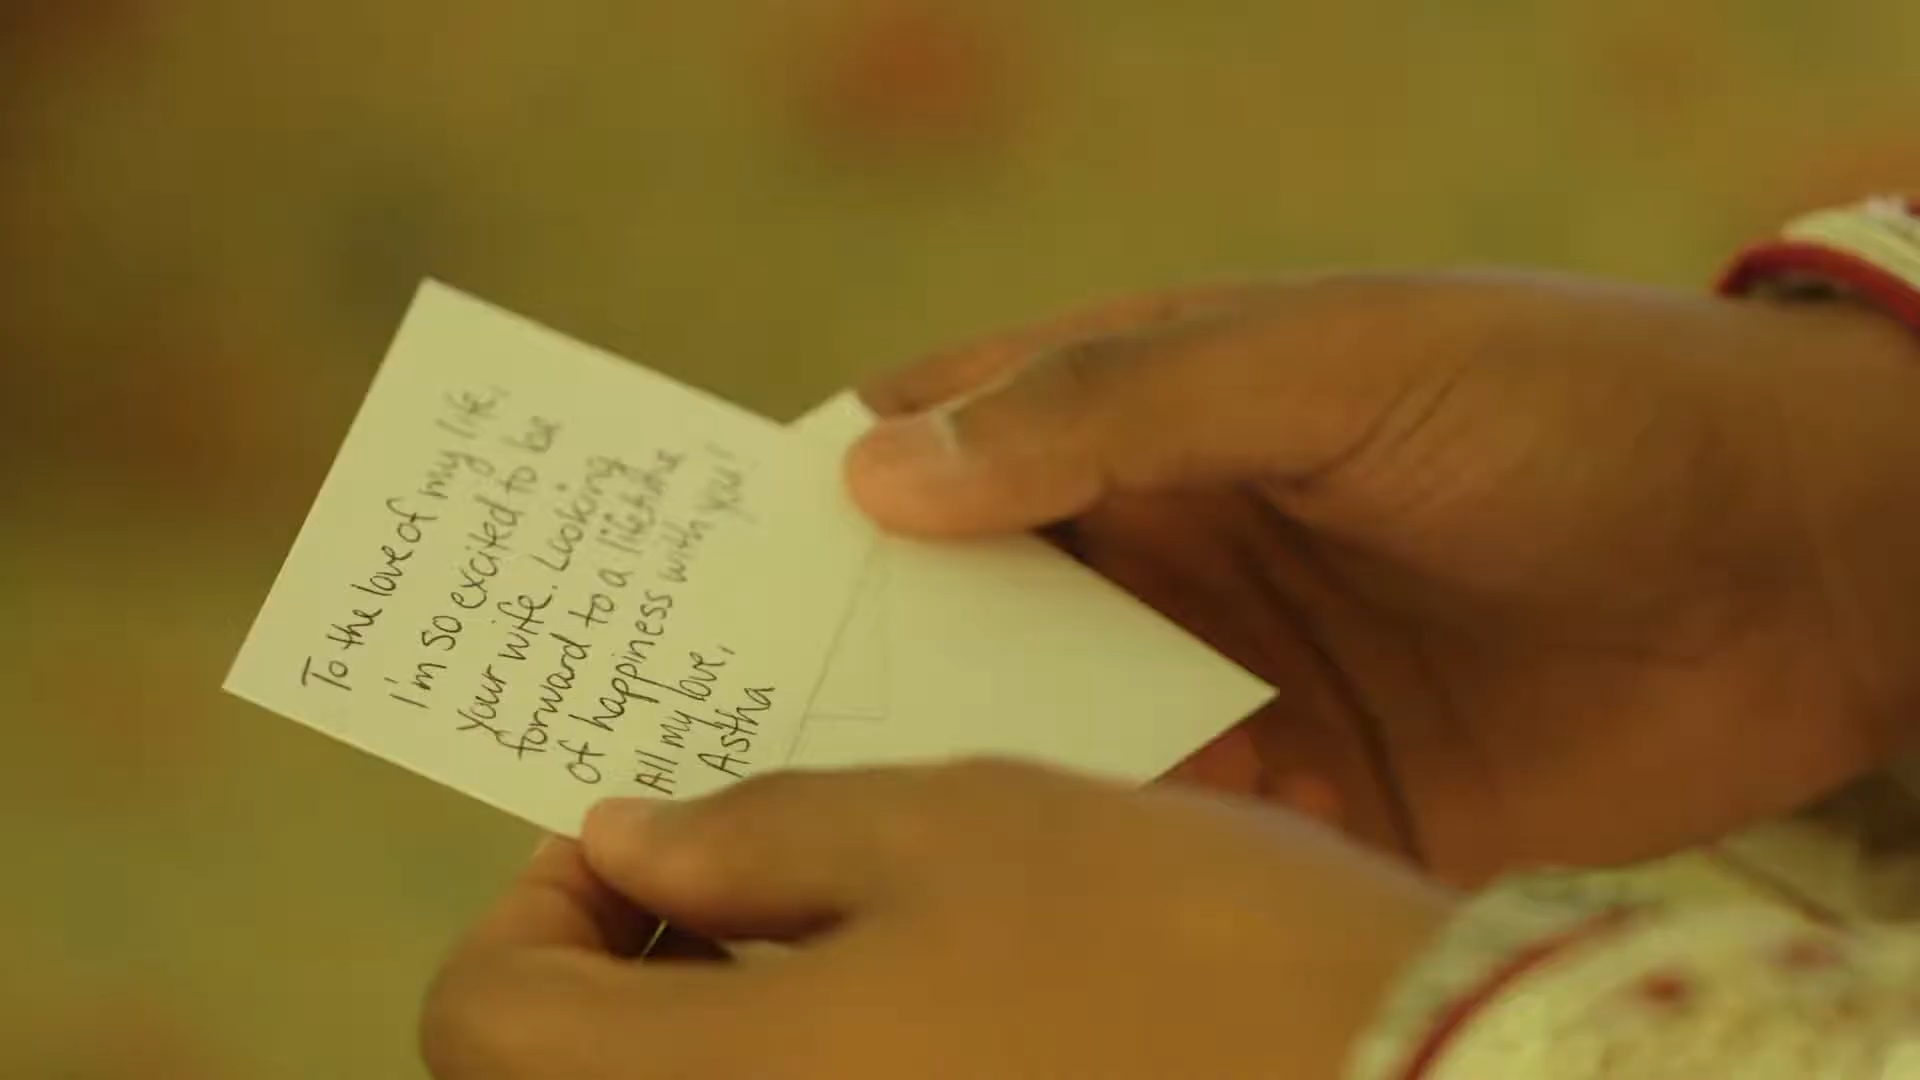 To the love of my life,
I'm so excited to be
your wife. Looking
forward to a lifetime
of happiness with you!
All my love,
Astha